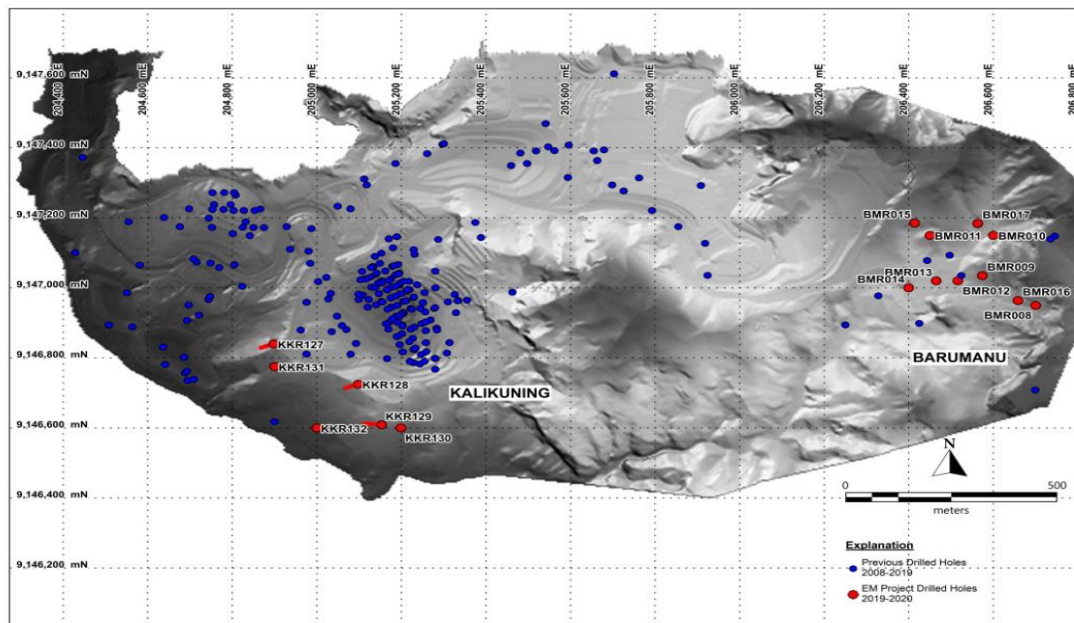 204,400 mE
204,600 mE
204,800 mE
205,000 mE
205,200 mE
205,400 mE
205,600 mE
205,800 mE
206,000 mE
206,200 mE
206,400 mE
206,600 mE
206,800 mE
9,147,600 mN
9,147,400 mN
9,147,200 mN
BMR015
BMR017
BMR011
BMR010
BMR013
BMR009
9,147,000 mN
BMR014
BMR012
BMR016
BMR008
9,146,800 mN
KKR127
KKR131
BARUMANU
KKR128
KALIKUNING
KKR129
9,146,600 mN
KKR132
KKR130
N
9,146,400 mN
0
500
meters
Explanation
Previous Drilled Holes
2008-2019
EM Project Drilled Holes
2019-2020
9,146,200 mN